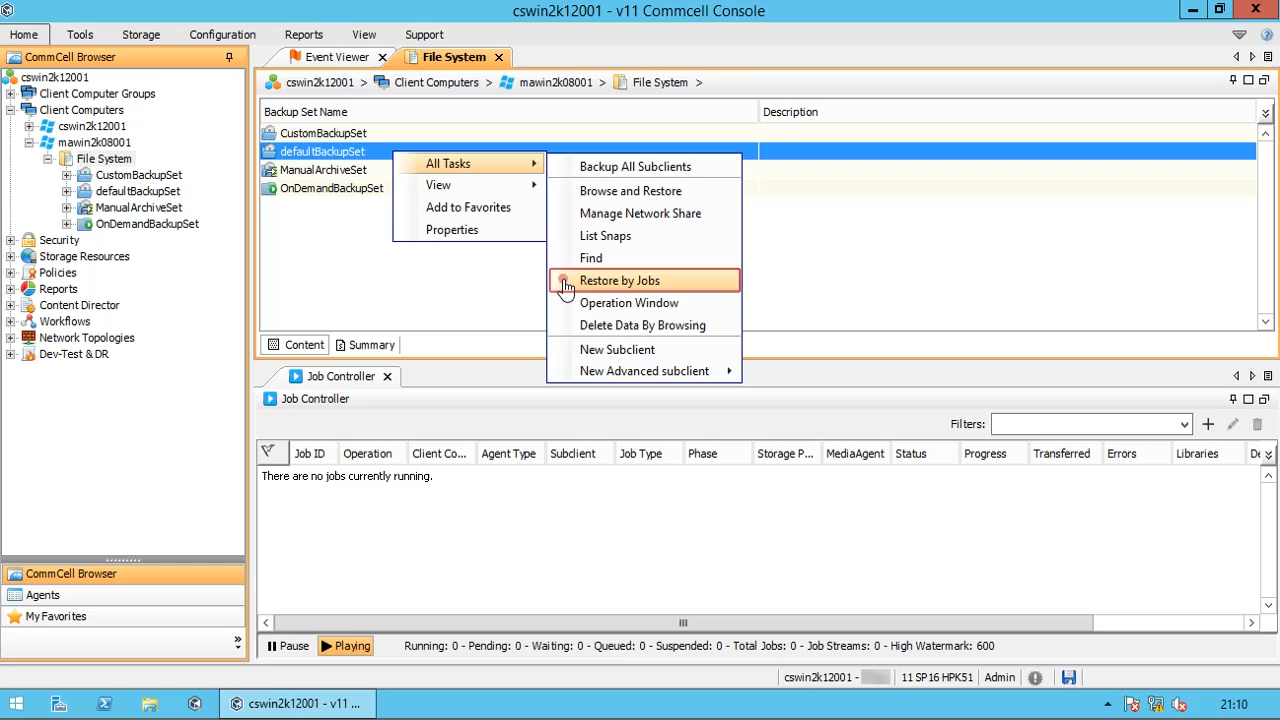 cswin2k12001 - v11 Commcell Console
Home Tools Storage Configuration Reports View Support
CommCell Browser
cswin2k12001
Client Computer Groups
Client Computers
cswin2k12001
mawin2k08001
File System
CustomBackupSet
defaultBackupSet
ManualArchiveSet
OnDemandBackupSet
Security
Storage Resources
Policies
Reports
Content Director
Workflows
Network Topologies
Dev-Test & DR
CommCell Browser
Agents
My Favorites
»
Event Viewer File System
cswin2k12001 > Client Computers > mawin2k08001 > File System >
Backup Set Name Description
CustomBackupSet
defaultBackupSet
ManualArchiveSet
OnDemandBackupSet
All Tasks
View
Add to Favorites
Properties
Backup All Subclients
Browse and Restore
Manage Network Share
List Snaps
Find
Restore by Jobs
Operation Window
Delete Data By Browsing
New Subclient
New Advanced subclient
Content Summary
Job Controller
Job Controller
Filters:
Job ID Operation Client Co... Agent Type Subclient Job Type Phase Storage P... MediaAgent Status Progress Transferred Errors Libraries De
There are no jobs currently running.
Pause Playing Running: 0 - Pending: 0 - Waiting: 0 - Queued: 0 - Suspended: 0 - Total Jobs: 0 - Job Streams: 0 - High Watermark: 600
cswin2k12001 - 11 SP16 HPK51 Admin
cswin2k12001 - v11 ... 21:10